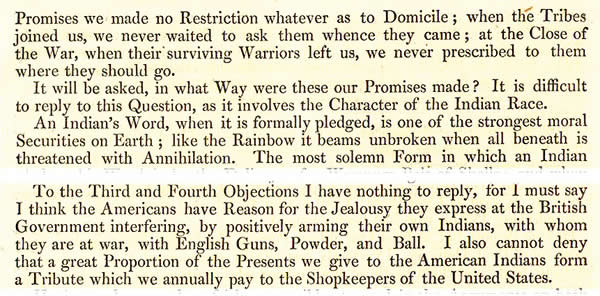 Promises we made no Restriction whatever as to Domicile; when the Tribes
joined us, we never waited to ask them whence they came; at the Close of
the War, when their surviving Warriors left us, we never prescribed to them
where they should go.
It will be asked, in what Way were these our Promises made? It is difficult
to reply to this Question, as it involves the Character of the Indian Race.
An Indian's Word, when it is formally pledged, is one of the strongest moral
Securities on Earth; like the Rainbow it beams unbroken when all beneath is
threatened with Annihilation. The most solemn Form in which an Indian
To the Third and Fourth Objections I have nothing to reply, for I must say
I think the Americans have Reason for the Jealousy they express at the British
Government interfering, by positively arming their own Indians, with whom
they are at war, with English Guns, Powder, and Ball. I also cannot deny
that a great Proportion of the Presents we give to the American Indians form
a Tribute which we annually pay to the Shopkeepers of the United States.